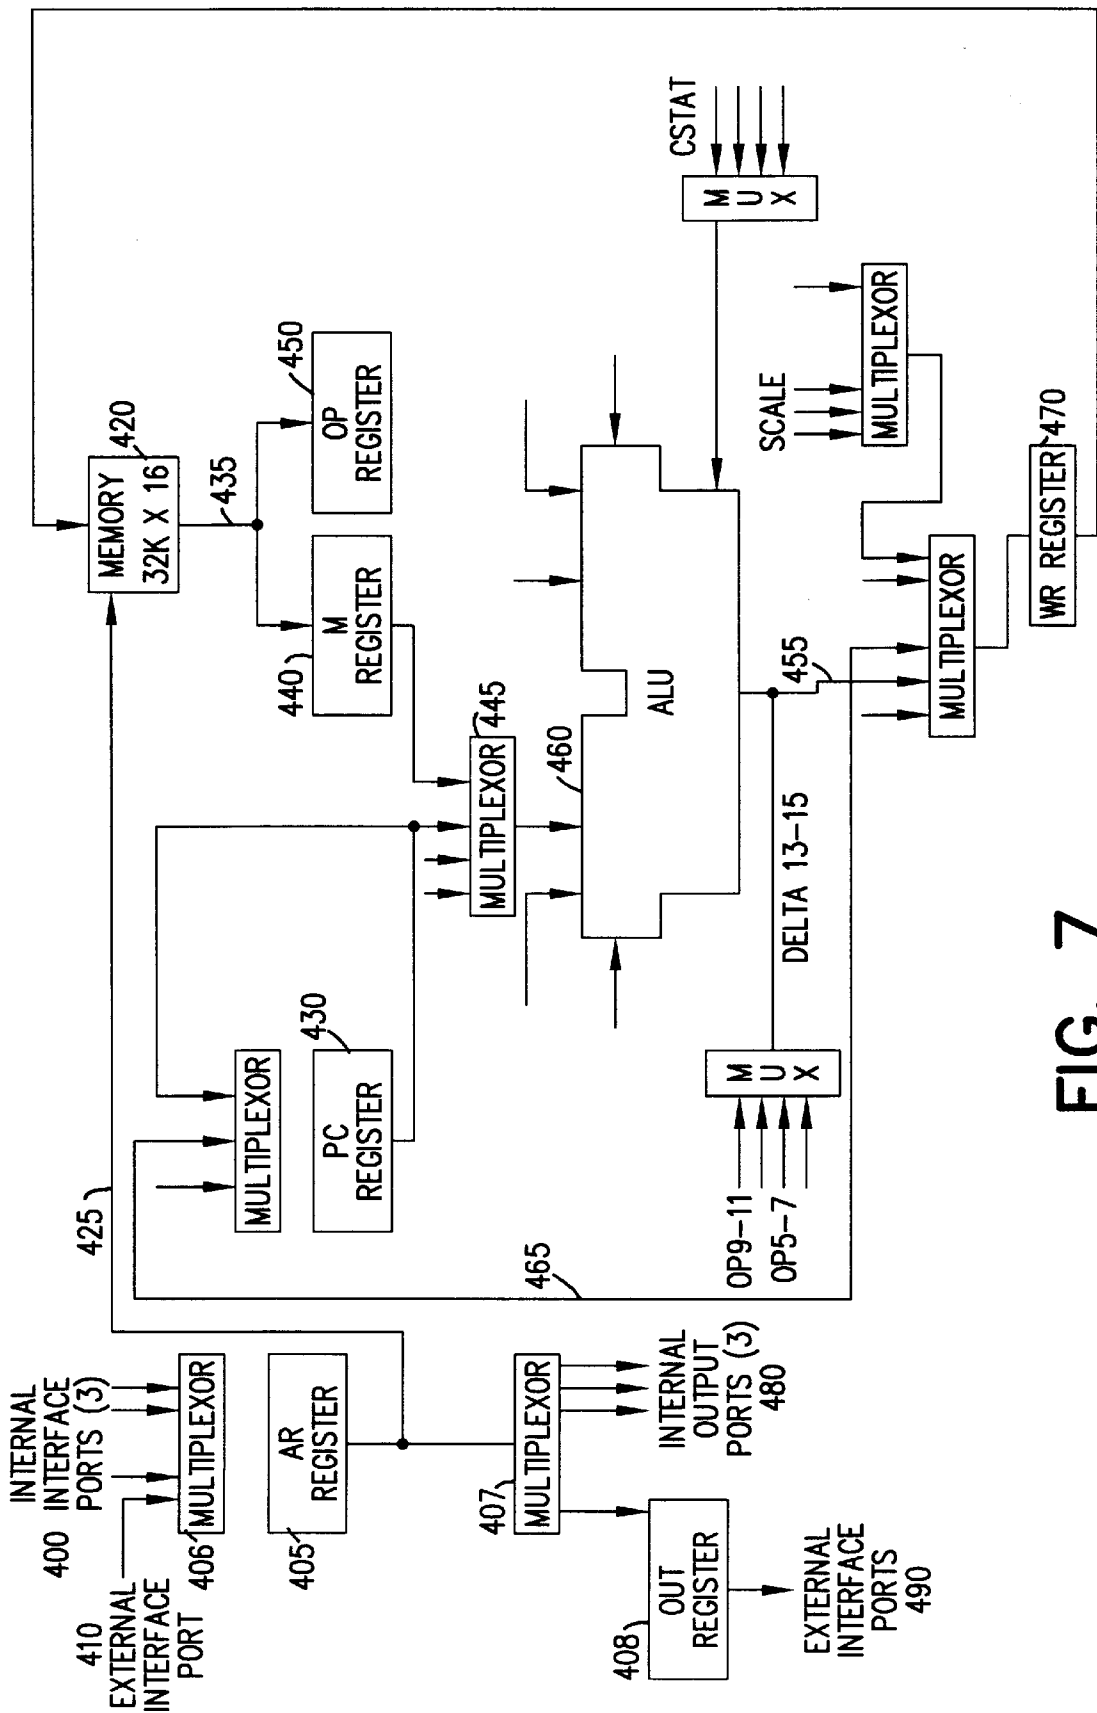 INTERNAL
400 INTERFACE
PORTS (3)
410
EXTERNAL
INTERFACE
PORT
406
MULTIPLEXOR
405
AR
REGISTER
407
MULTIPLEXOR
408
OUT
REGISTER
EXTERNAL
INTERFACE
PORTS
490
INTERNAL
OUTPUT
PORTS (3)
480
425
465
MULTIPLEXOR
430
PC
REGISTER
OP9-11
OP5-7
MUX
DELTA 13-15
MEMORY
32K X 16
420
435
440
M
REGISTER
450
OP
REGISTER
445
MULTIPLEXOR
460
ALU
455
CSTAT
MUX
SCALE
MULTIPLEXOR
MULTIPLEXOR
470
WR REGISTER
FIG. 7